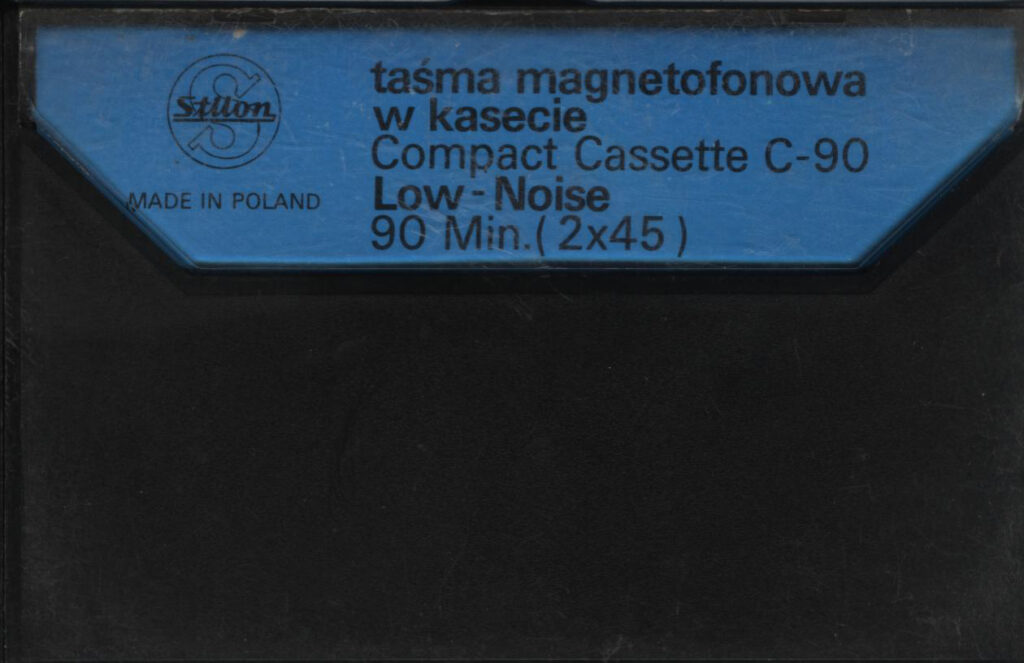 Stilon
MADE IN POLAND
taśma magnetofonowa
w kasecie
Compact Cassette C-90
Low-Noise
90 Min.(2x45)